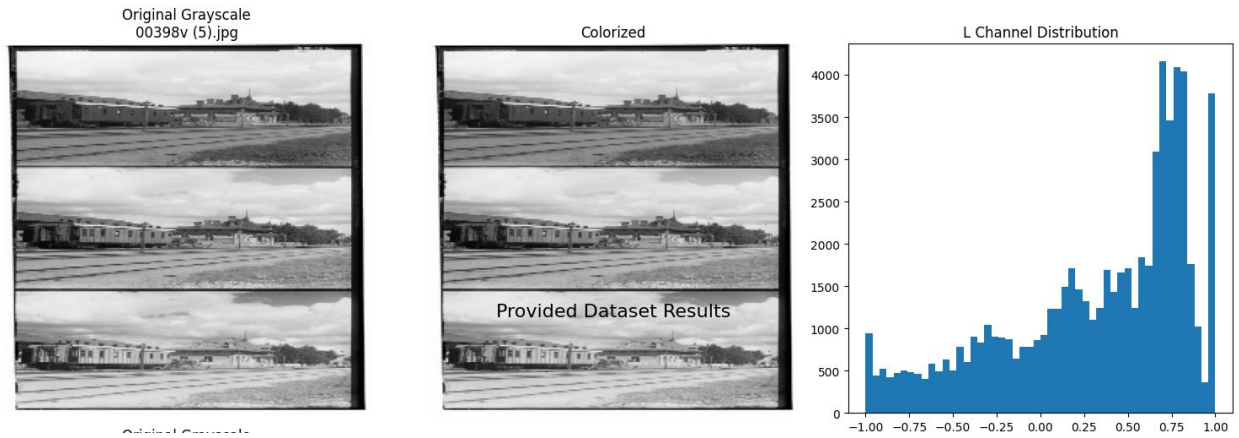 Original Grayscale
00398v (5).jpg
Colorized
L Channel Distribution
Provided Dataset Results
4000
3500
3000
2500
2000
1500
1000
500
0
−1.00 −0.75 −0.50 −0.25 0.00 0.25 0.50 0.75 1.00
Original Grayscale